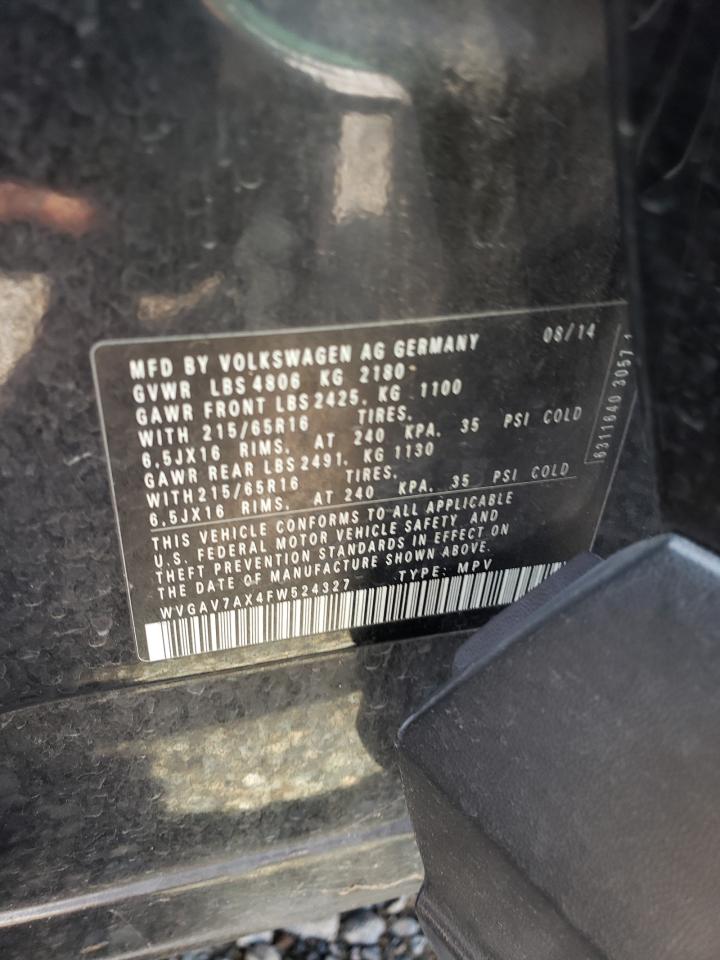 MFD BY VOLKSWAGEN AG GERMANY 08/14
GVWR LBS 4806 KG 2180
GAWR FRONT LBS 2425, KG 1100
WITH 215/65R16 TIRES,
6,5JX16 RIMS, AT 240 KPA, 35 PSI COLD
GAWR REAR LBS 2491, KG 1130
WITH 215/65R16 TIRES,
6,5JX16 RIMS, AT 240 KPA, 35 PSI COLD
THIS VEHICLE CONFORMS TO ALL APPLICABLE
U.S. FEDERAL MOTOR VEHICLE SAFETY AND
THEFT PREVENTION STANDARDS IN EFFECT ON
THE DATE OF MANUFACTURE SHOWN ABOVE.
WVGAV7AX4FW524327 TYPE: MPV
6311640 3057 1